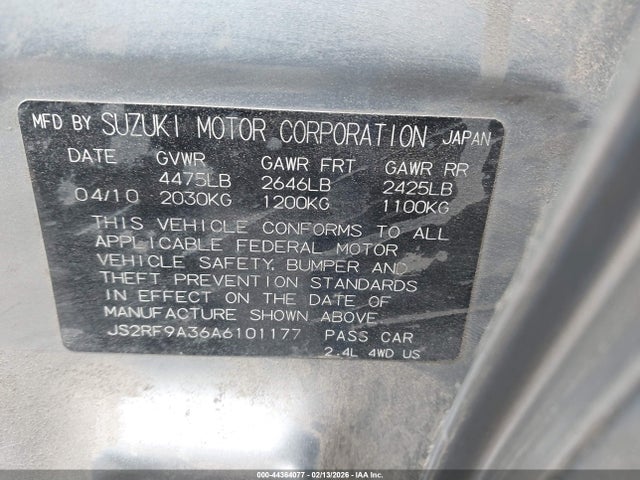 MFD BY SUZUKI MOTOR CORPORATION JAPAN
DATE GVWR GAWR FRT GAWR RR
4475LB 2646LB 2425LB
04/10 2030KG 1200KG 1100KG
THIS VEHICLE CONFORMS TO ALL
APPLICABLE FEDERAL MOTOR
VEHICLE SAFETY, BUMPER AND
THEFT PREVENTION STANDARDS
IN EFFECT ON THE DATE OF
MANUFACTURE SHOWN ABOVE.
JS2RF9A36A6101177 PASS CAR
2.4L 4WD US
000-44364077 - 02/13/2026 - IAA Inc.